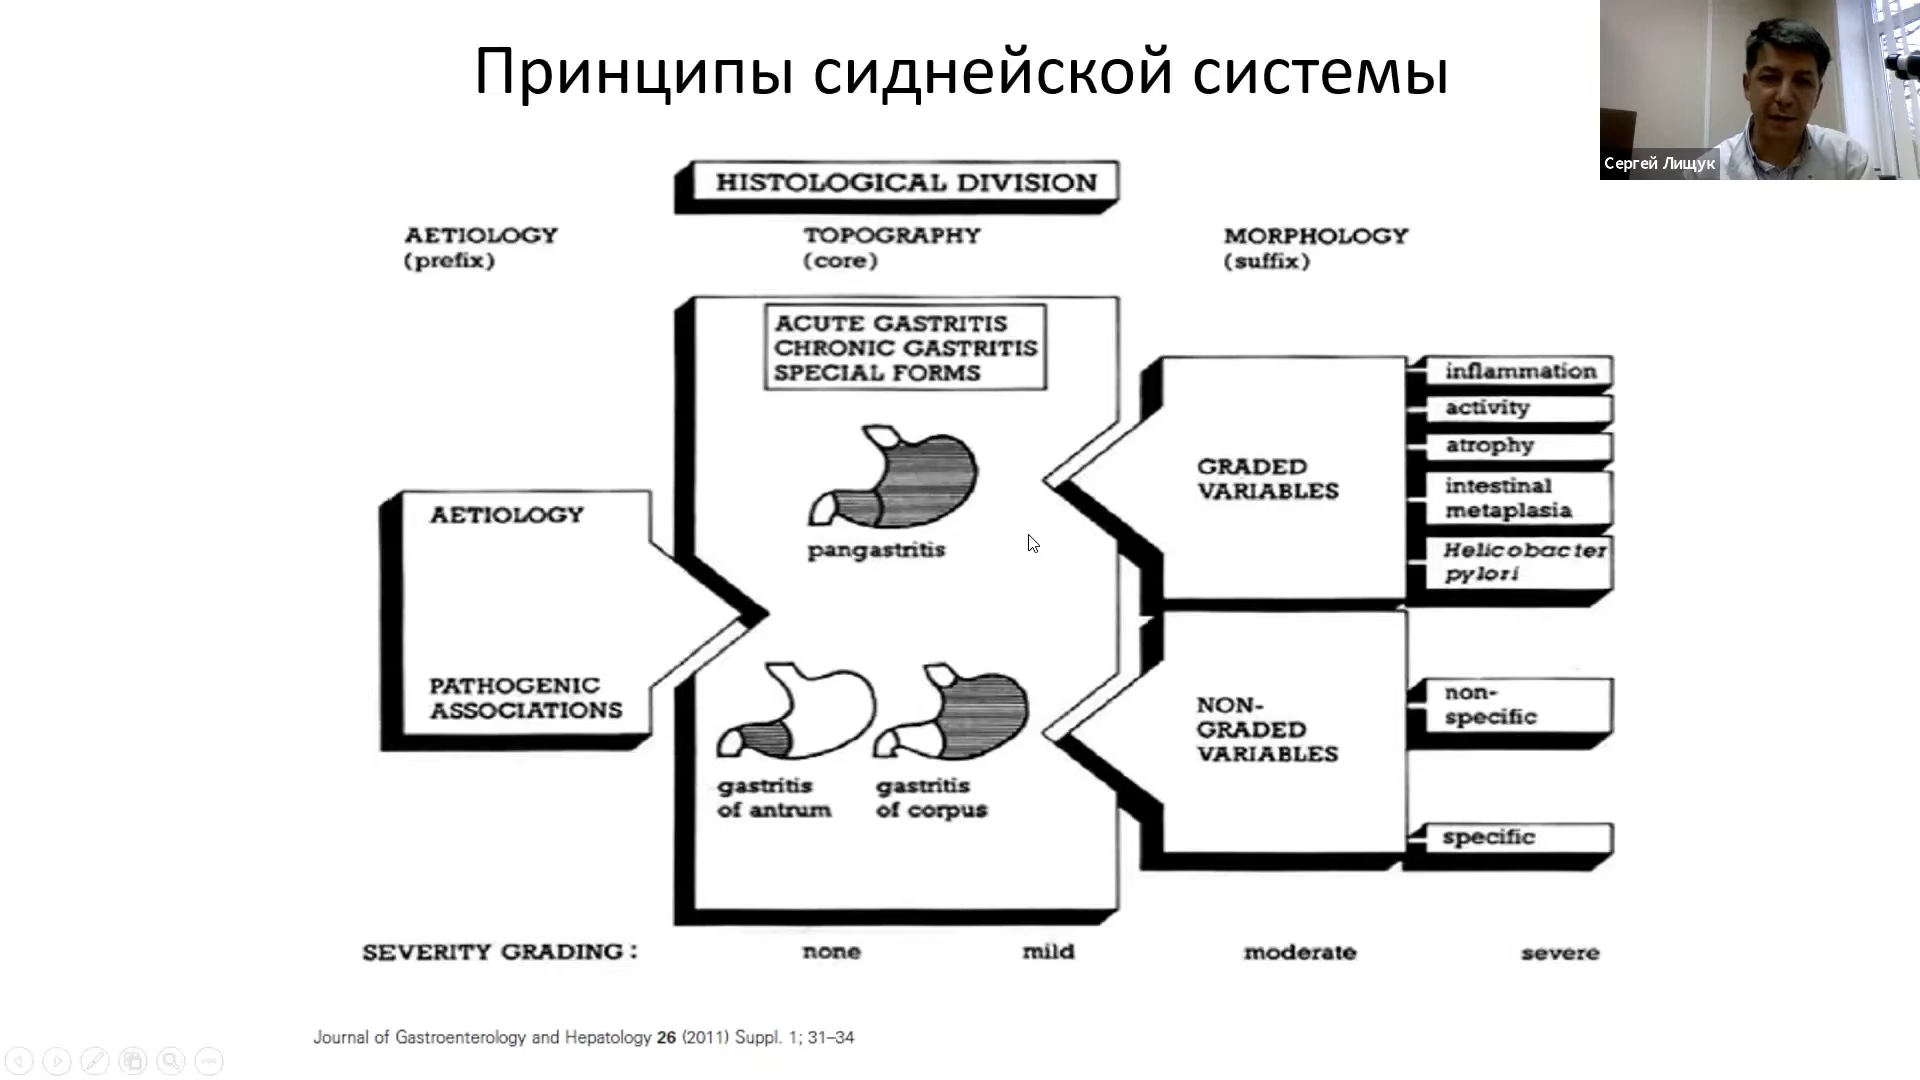 Принципы сиднейской системы
Сергей Лищук
HISTOLOGICAL DIVISION
AETIOLOGY
(prefix)
TOPOGRAPHY
(core)
MORPHOLOGY
(suffix)
ACUTE GASTRITIS
CHRONIC GASTRITIS
SPECIAL FORMS
pangastritis
gastritis
of antrum
gastritis
of corpus
AETIOLOGY
PATHOGENIC
ASSOCIATIONS
GRADED
VARIABLES
inflammation
activity
atrophy
intestinal
metaplasia
Helicobacter
pylori
NON-
GRADED
VARIABLES
non-
specific
specific
SEVERITY GRADING: none mild moderate severe
Journal of Gastroenterology and Hepatology 26 (2011) Suppl. 1; 31–34